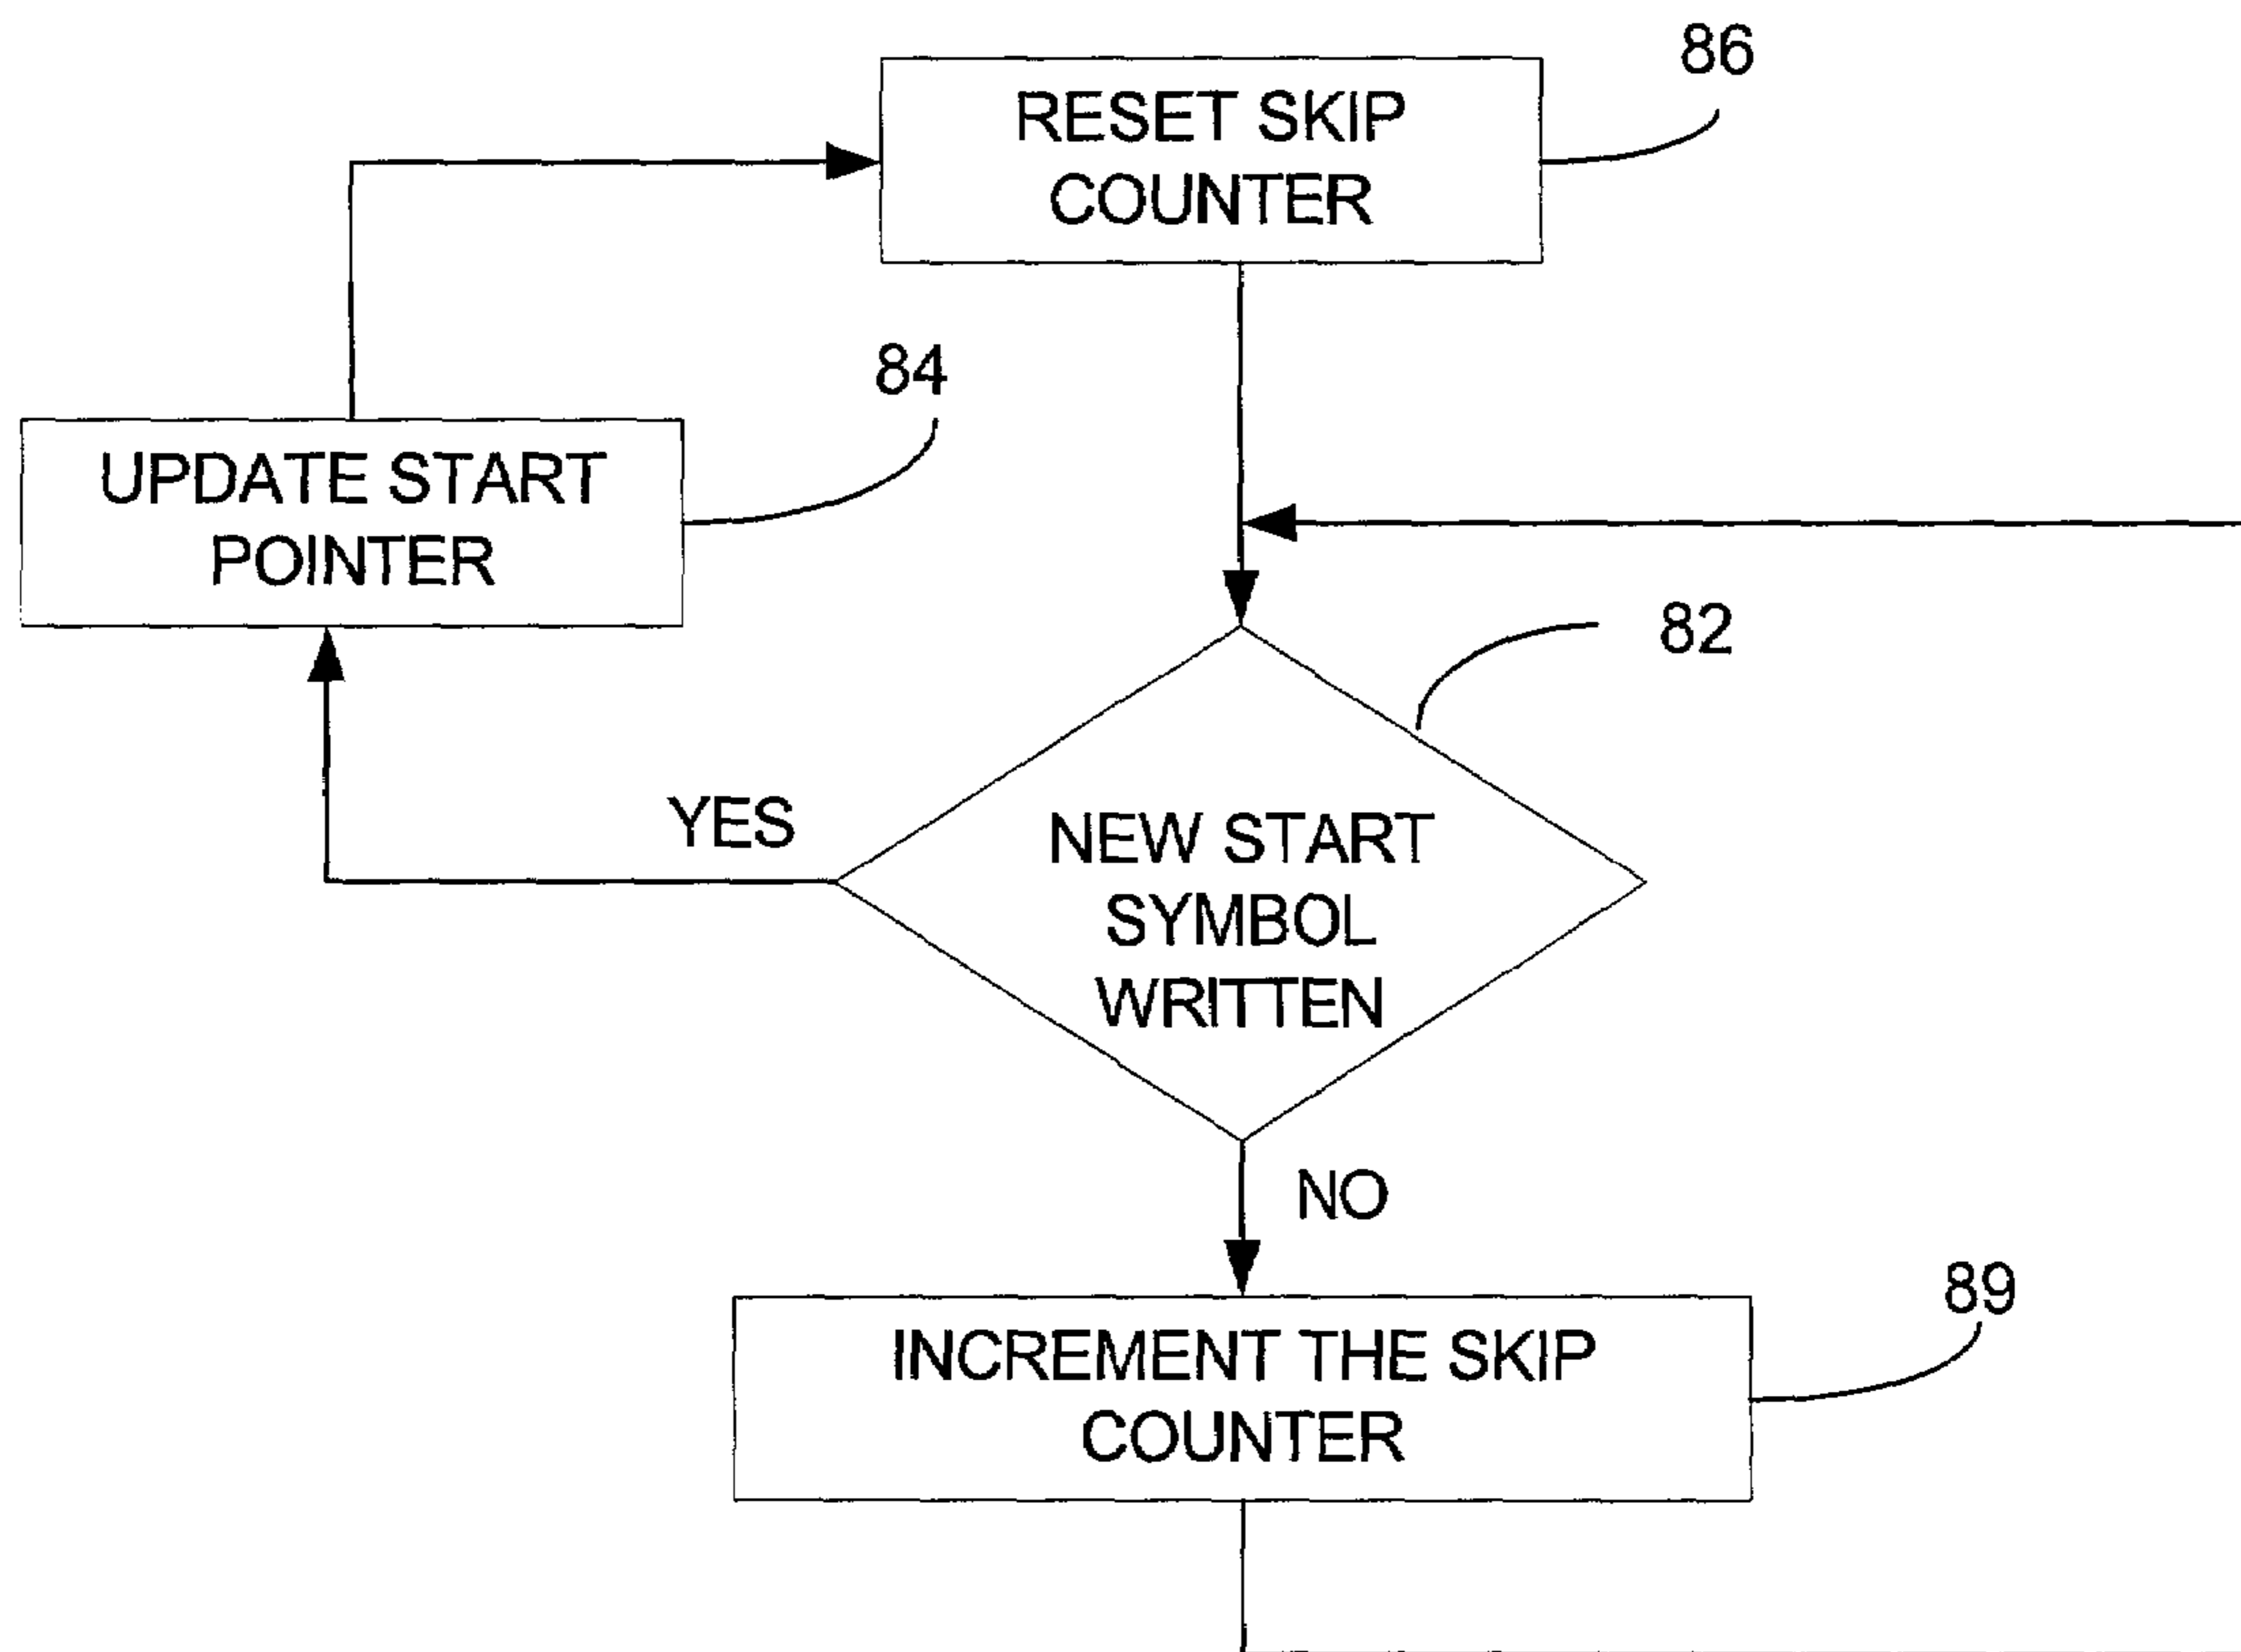 86
RESET SKIP
COUNTER
84
UPDATE START
POINTER
82
YES
NEW START
SYMBOL
WRITTEN
NO
89
INCREMENT THE SKIP
COUNTER